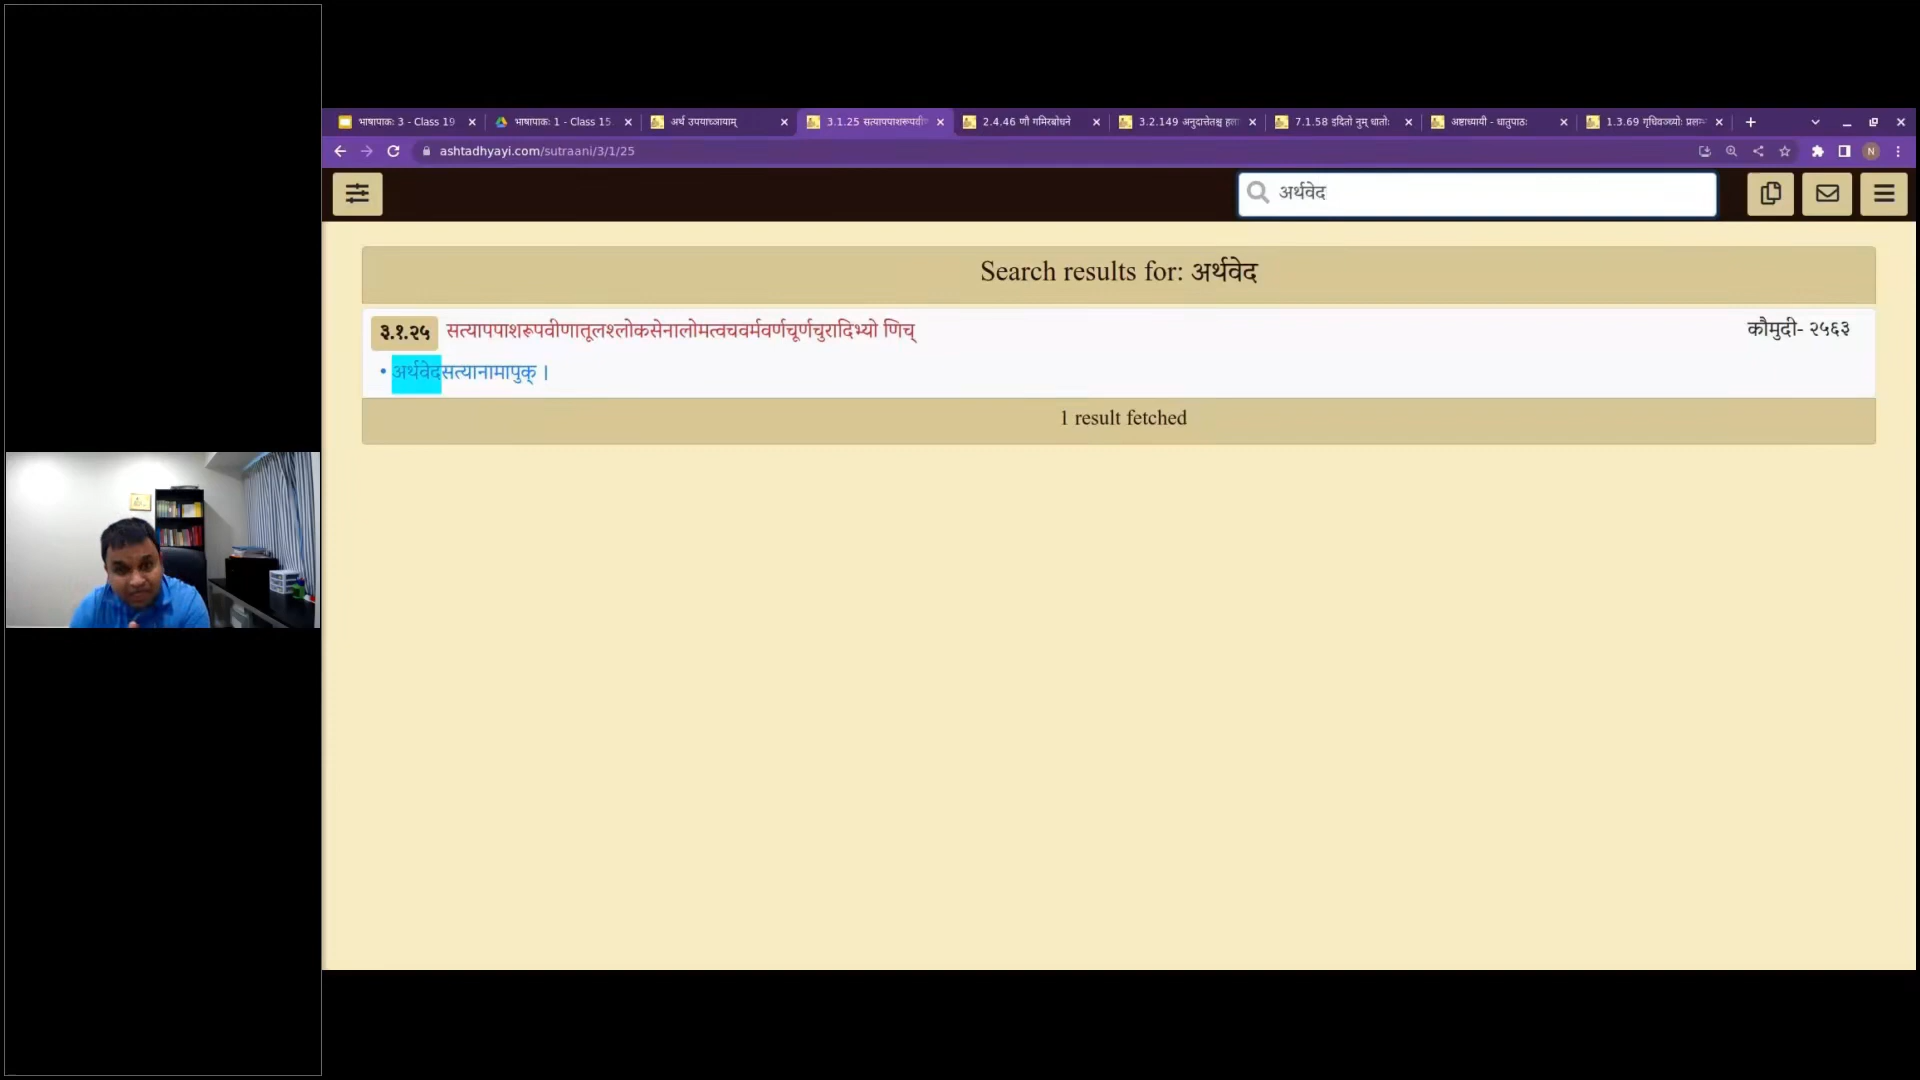 भाषापाकः 3 - Class 19
भाषापाकः 1 - Class 15
अर्थ उपयाच्ञायाम्
3.1.25 सत्यापपाशरूपवी
2.4.46 णौ गमिरबोधने
3.2.149 अनुदात्तेतश्च हला
7.1.58 इदितो नुम् धातोः
अष्टाध्यायी - धातुपाठः
1.3.69 गृधिवञ्च्योः प्रलम्
ashtadhyayi.com/sutraani/3/1/25
N
अर्थवेद
Search results for: अर्थवेद
३.१.२५ सत्यापपाशरूपवीणातूलश्लोकसेनालोमत्वचवर्मवर्णचूर्णचुरादिभ्यो णिच्
कौमुदी- २५६३
• अर्थवेदसत्यानामापुक् ।
1 result fetched